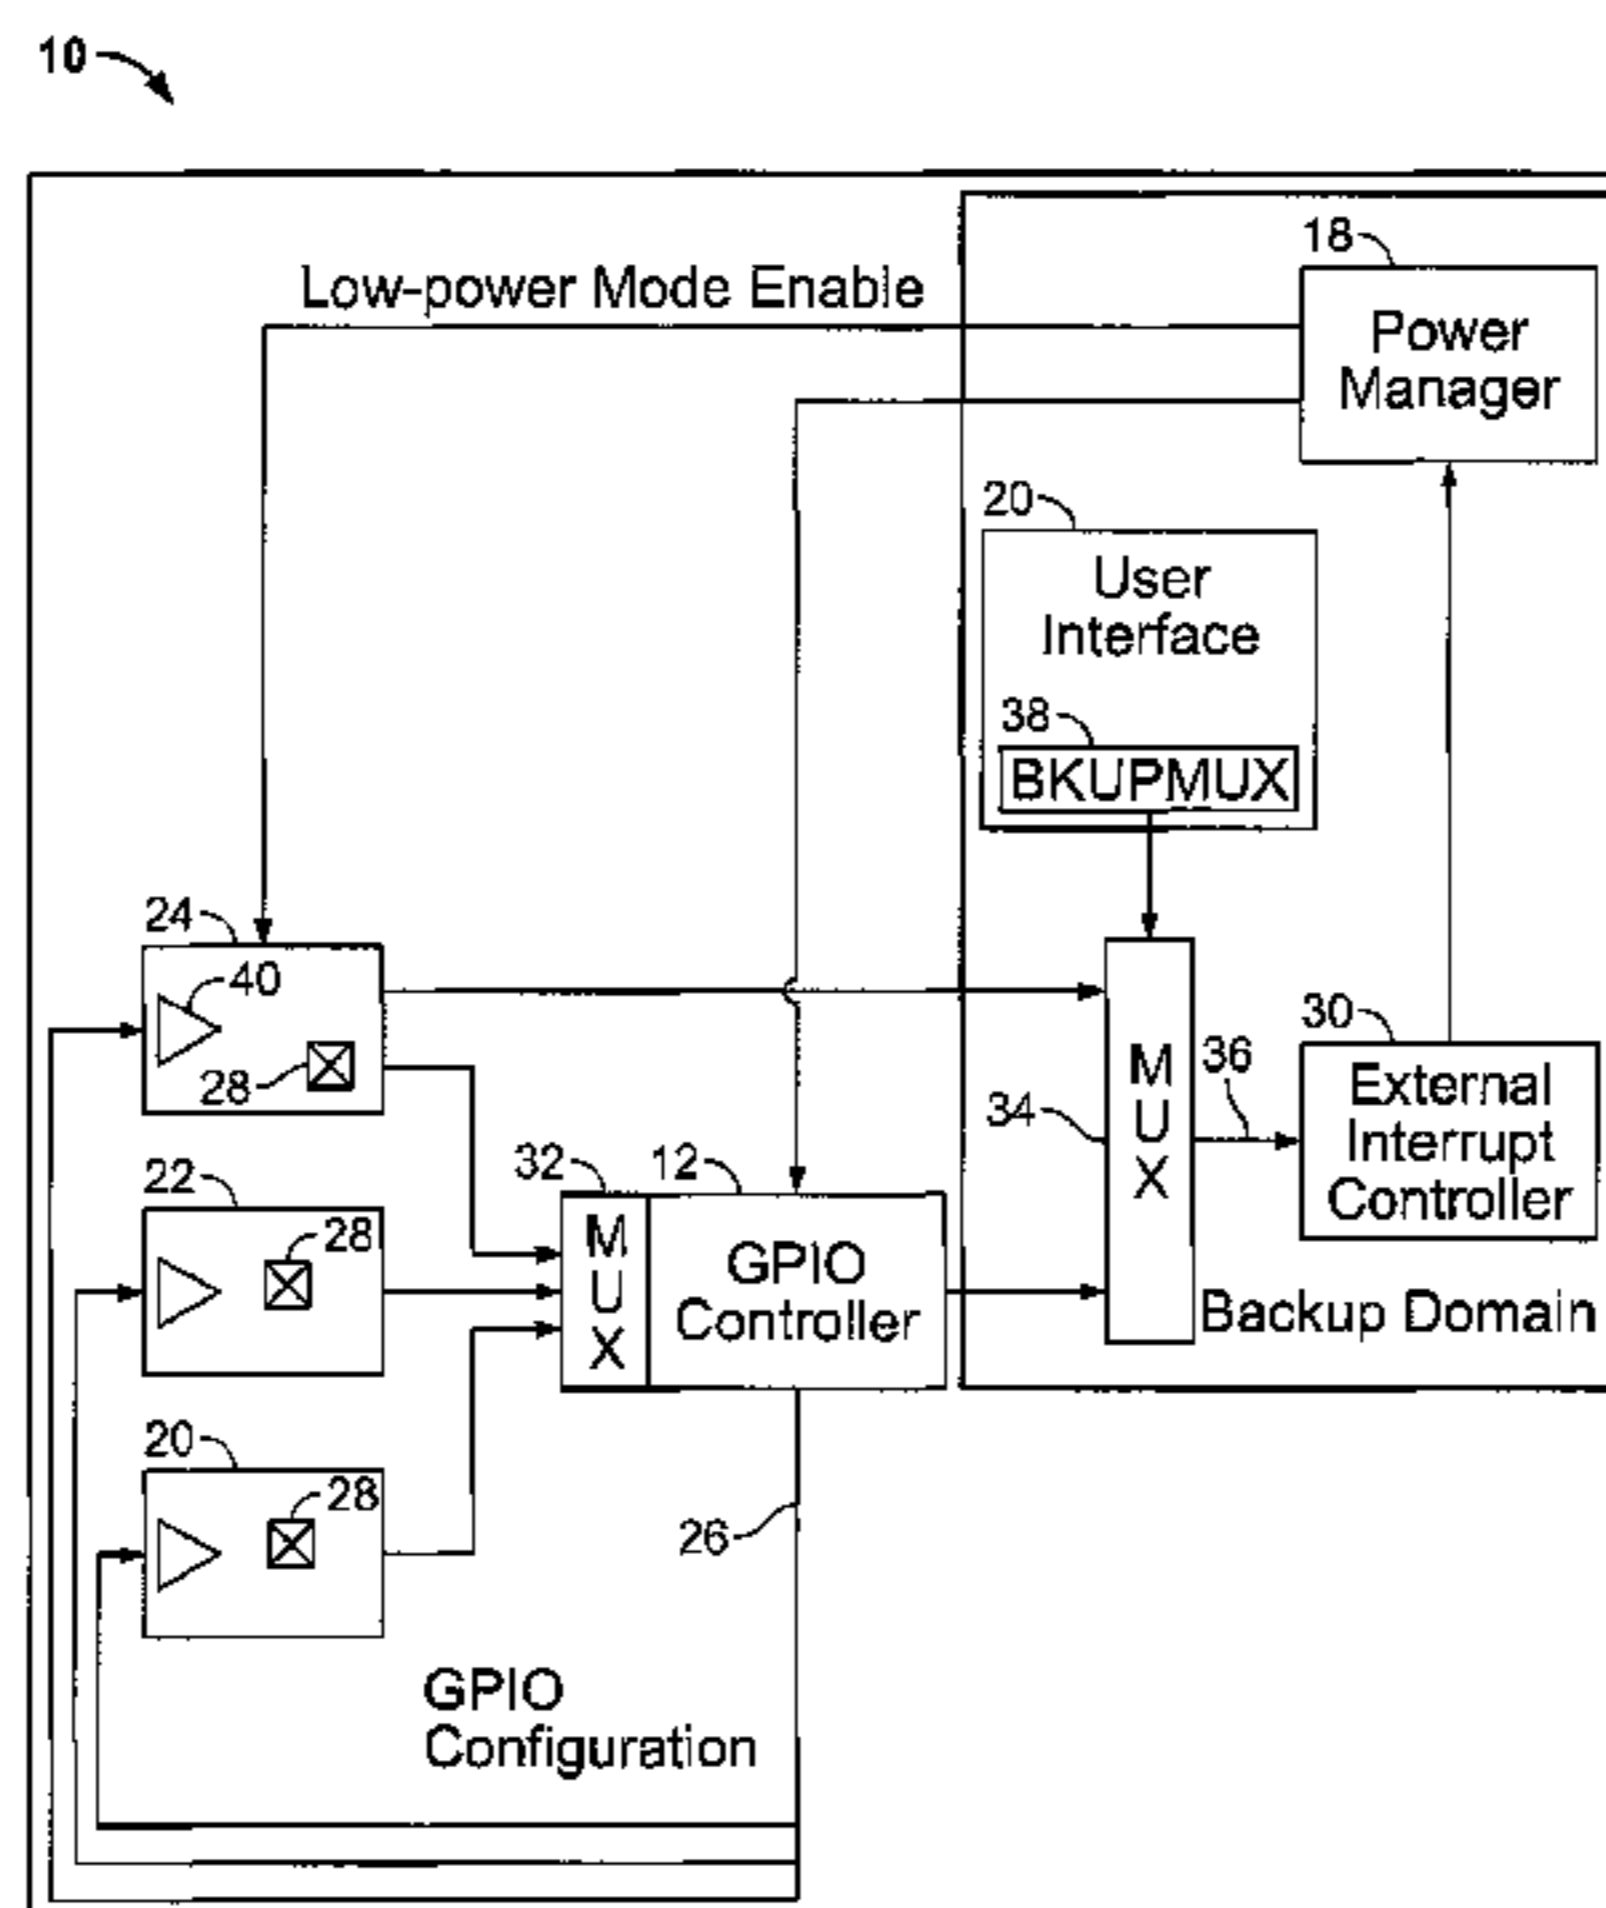 10
18
Low-power Mode Enable
Power
Manager
20
User
Interface
38
BKUPMUX
24
40
28
30
External
Interrupt
Controller
36
34
M
U
X
22
28
32
12
M
U
X
GPIO
Controller
Backup Domain
20
28
26
GPIO
Configuration